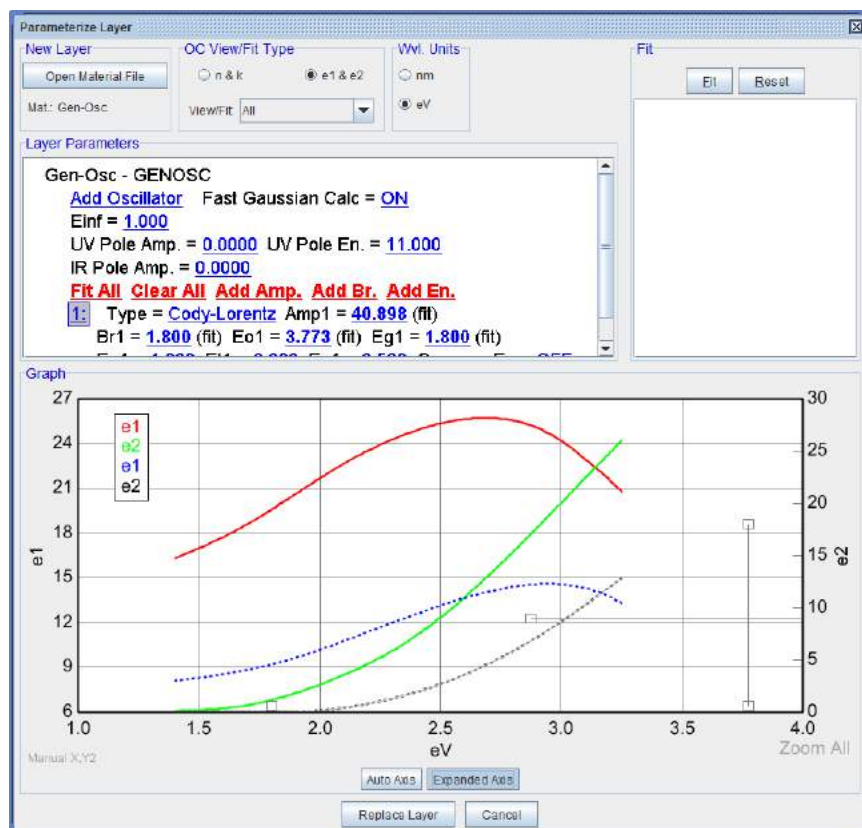 Parameterize Layer
New Layer
Open Material File
Mat.: Gen-Osc
OC View/Fit Type
n & k e1 & e2
View/Fit: All
Wvl. Units
nm
eV
Fit
Fit Reset
Layer Parameters
Gen-Osc - GENOSC
Add Oscillator Fast Gaussian Calc = ON
Einf = 1.000
UV Pole Amp. = 0.0000 UV Pole En. = 11.000
IR Pole Amp. = 0.0000
Fit All Clear All Add Amp. Add Br. Add En.
1: Type = Cody-Lorentz Amp1 = 40.898 (fit)
Br1 = 1.800 (fit) Eo1 = 3.773 (fit) Eg1 = 1.800 (fit)
Graph
27
24
21
18
15
12
9
6
e1
e1
e2
e1
e2
30
25
20
15
10
5
0
e2
1.0 1.5 2.0 2.5 3.0 3.5 4.0
eV
Manual X,Y2
Zoom All
Auto Axis Expanded Axis
Replace Layer Cancel